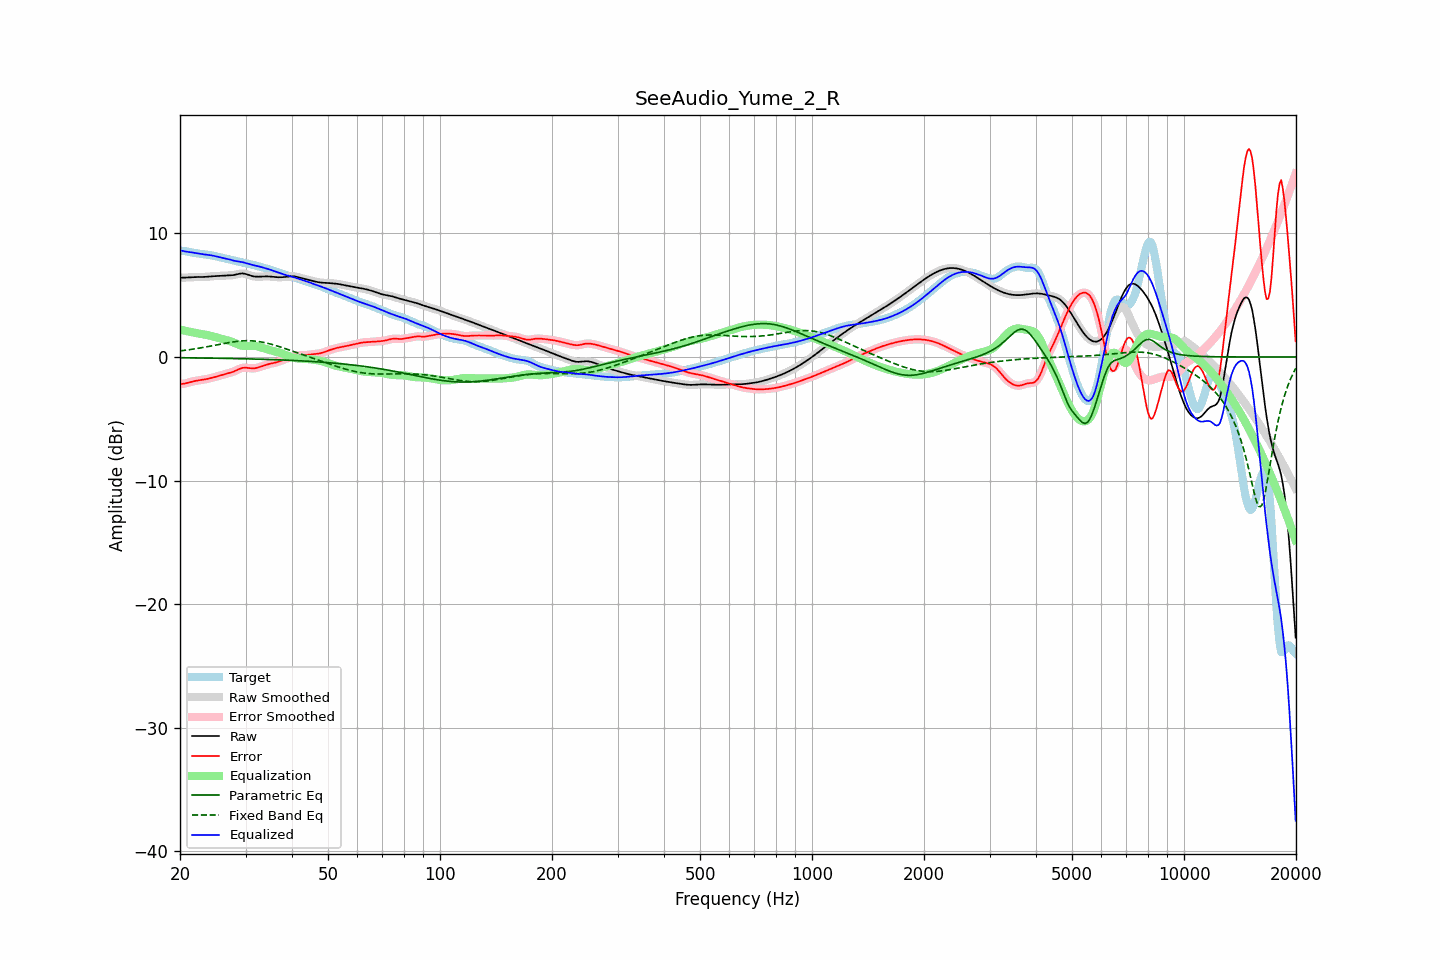 SeeAudio_Yume_2_R
Amplitude (dBr)
10
0
−10
−20
−30
−40
Target
Raw Smoothed
Error Smoothed
Raw
Error
Equalization
Parametric Eq
Fixed Band Eq
Equalized
20 50 100 200 500 1000 2000 5000 10000 20000
Frequency (Hz)